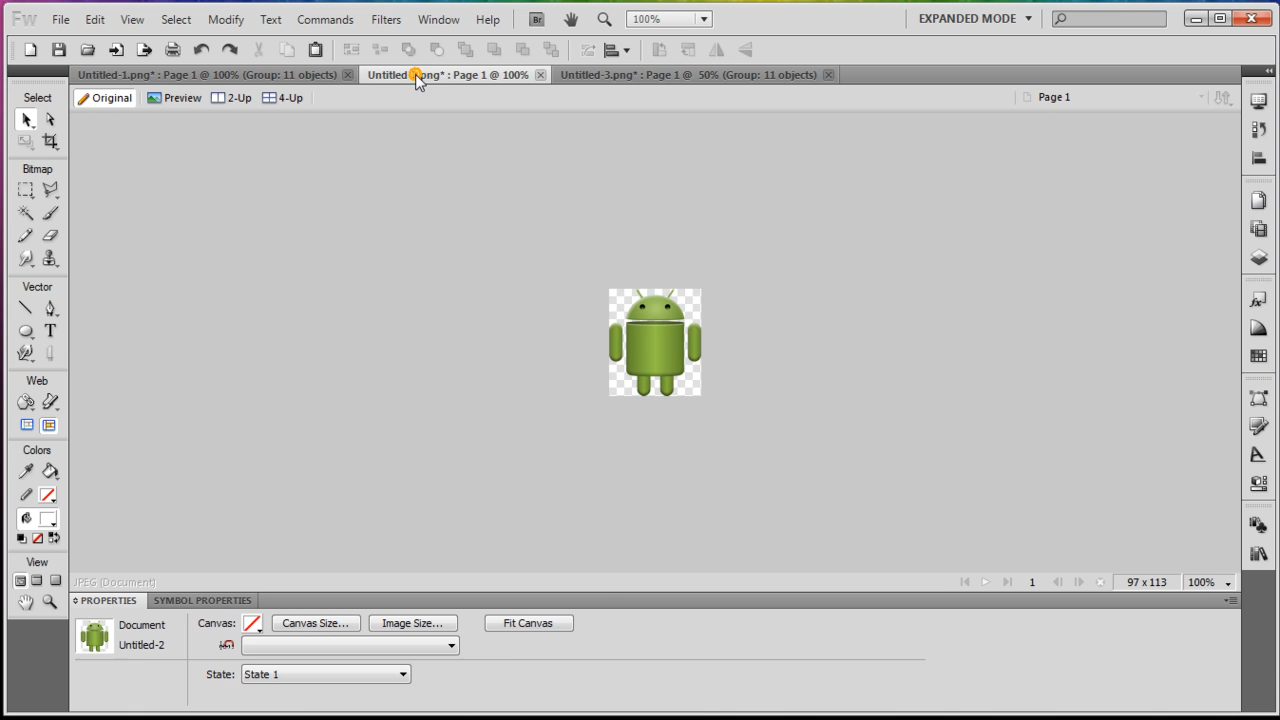 Fw File Edit View Select Modify Text Commands Filters Window Help Br 100% EXPANDED MODE
Untitled-1.png* : Page 1 @ 100% (Group: 11 objects) Untitled png* : Page 1 @ 100% Untitled-3.png* : Page 1 @ 50% (Group: 11 objects)
Select Original Preview 2-Up 4-Up Page 1
Bitmap
Vector
T
Web
Colors
View
JPEG (Document) 1 97 x 113 100%
PROPERTIES SYMBOL PROPERTIES
Document Canvas: Canvas Size... Image Size... Fit Canvas
Untitled-2
State: State 1